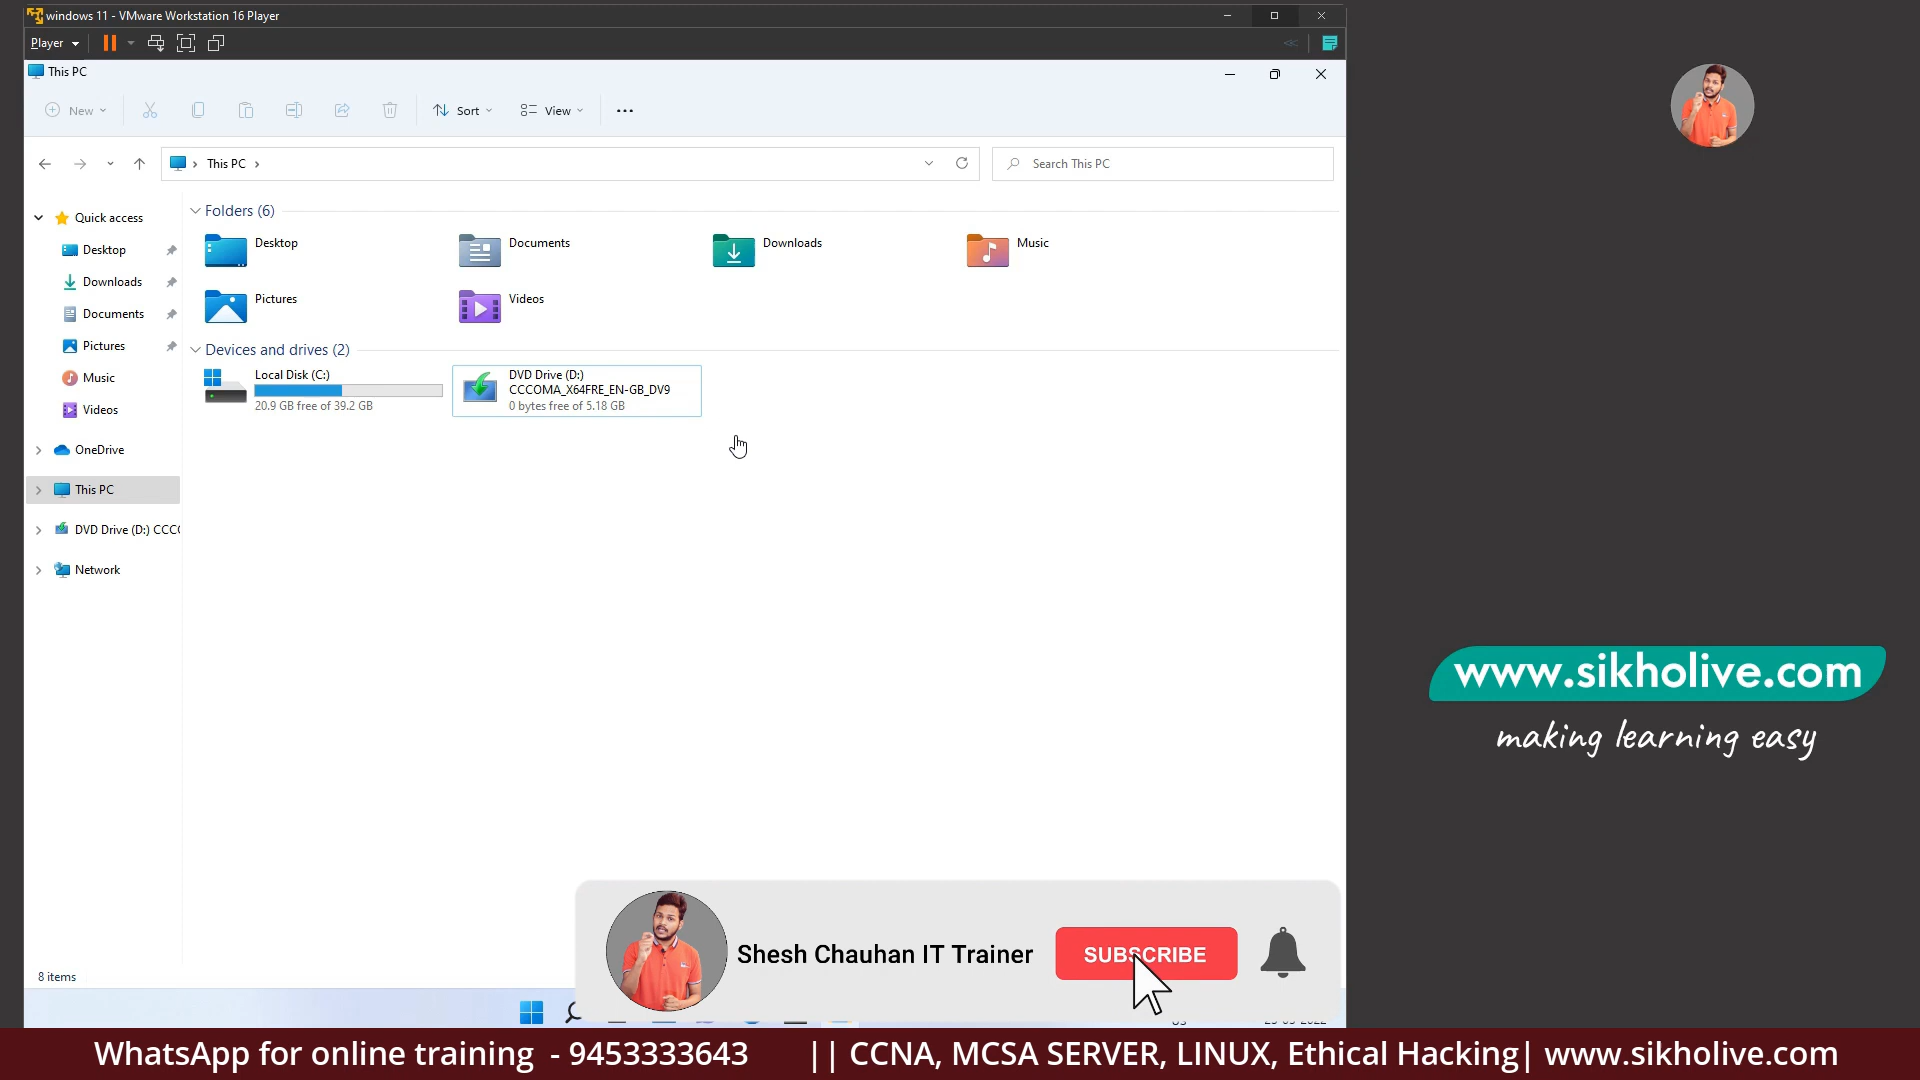 windows 11 - VMware Workstation 16 Player
Player
This PC
New
Sort
View
This PC
Search This PC
Quick access
Desktop
Downloads
Documents
Pictures
Music
Videos
OneDrive
This PC
DVD Drive (D:) CCC
Network
Folders (6)
Desktop
Documents
Downloads
Music
Pictures
Videos
Devices and drives (2)
Local Disk (C:)
20.9 GB free of 39.2 GB
DVD Drive (D:)
CCCOMA_X64FRE_EN-GB_DV9
0 bytes free of 5.18 GB
8 items
www.sikholive.com
making learning easy
Shesh Chauhan IT Trainer
SUBSCRIBE
WhatsApp for online training - 9453333643 || CCNA, MCSA SERVER, LINUX, Ethical Hacking| www.sikholive.com